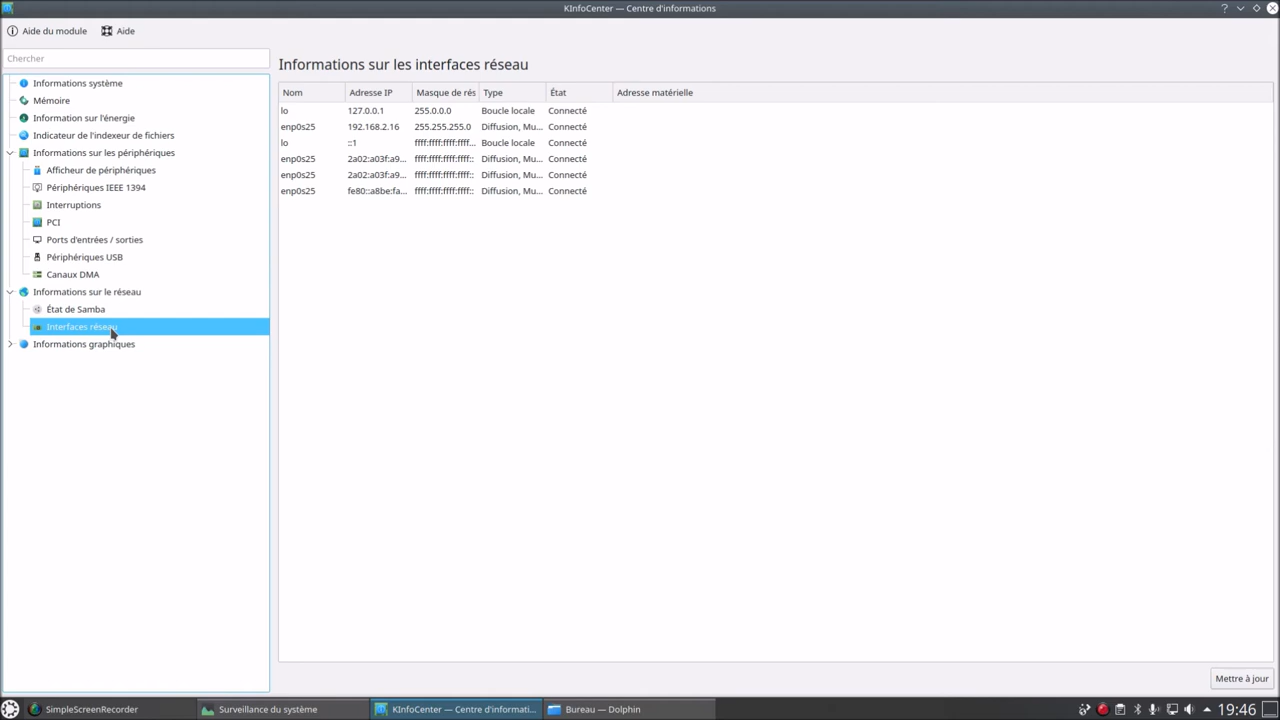 KInfoCenter — Centre d'informations
Aide du module Aide
Chercher
Informations système
Mémoire
Information sur l'énergie
Indicateur de l'indexeur de fichiers
Informations sur les périphériques
Afficheur de périphériques
Périphériques IEEE 1394
Interruptions
PCI
Ports d'entrées / sorties
Périphériques USB
Canaux DMA
Informations sur le réseau
État de Samba
Interfaces réseau
Informations graphiques
Informations sur les interfaces réseau
Nom Adresse IP Masque de rés Type État Adresse matérielle
lo 127.0.0.1 255.0.0.0 Boucle locale Connecté
enp0s25 192.168.2.16 255.255.255.0 Diffusion, Mu... Connecté
lo ::1 ffff:ffff:ffff:ffff... Boucle locale Connecté
enp0s25 2a02:a03f:a9... ffff:ffff:ffff:ffff:: Diffusion, Mu... Connecté
enp0s25 2a02:a03f:a9... ffff:ffff:ffff:ffff:: Diffusion, Mu... Connecté
enp0s25 fe80::a8be:fa... ffff:ffff:ffff:ffff:: Diffusion, Mu... Connecté
Mettre à jour
SimpleScreenRecorder Surveillance du système KInfoCenter — Centre d'informati... Bureau — Dolphin 19:46